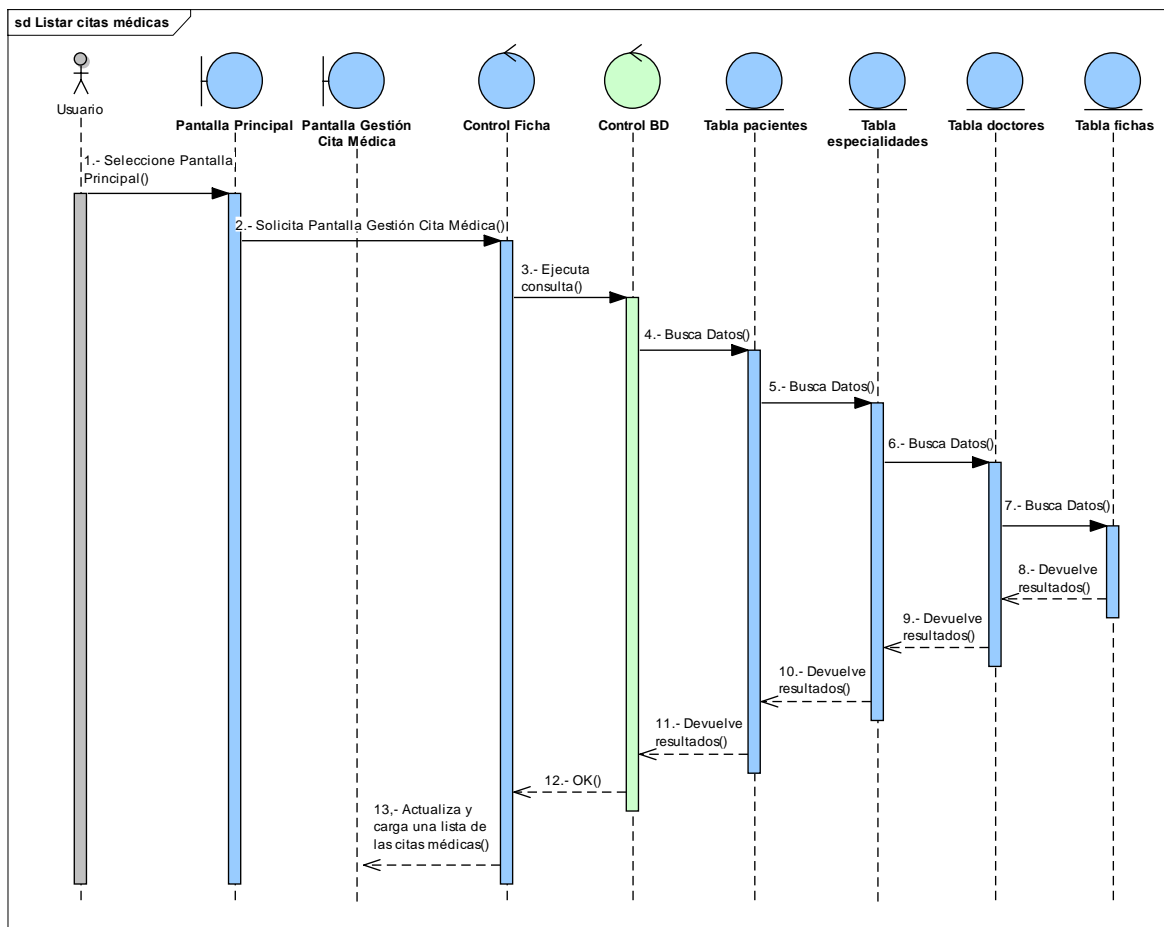 sd Listar citas médicas
Usuario
Pantalla Principal
Pantalla Gestión
Cita Médica
Control Ficha
Control BD
Tabla pacientes
Tabla
especialidades
Tabla doctores
Tabla fichas
1.- Seleccione Pantalla
Principal()
2.- Solicita Pantalla Gestión Cita Médica()
3.- Ejecuta
consulta()
4.- Busca Datos()
5.- Busca Datos()
6.- Busca Datos()
7.- Busca Datos()
8.- Devuelve
resultados()
9.- Devuelve
resultados()
10.- Devuelve
resultados()
11.- Devuelve
resultados()
12.- OK()
13,- Actualiza y
carga una lista de
las citas médicas()